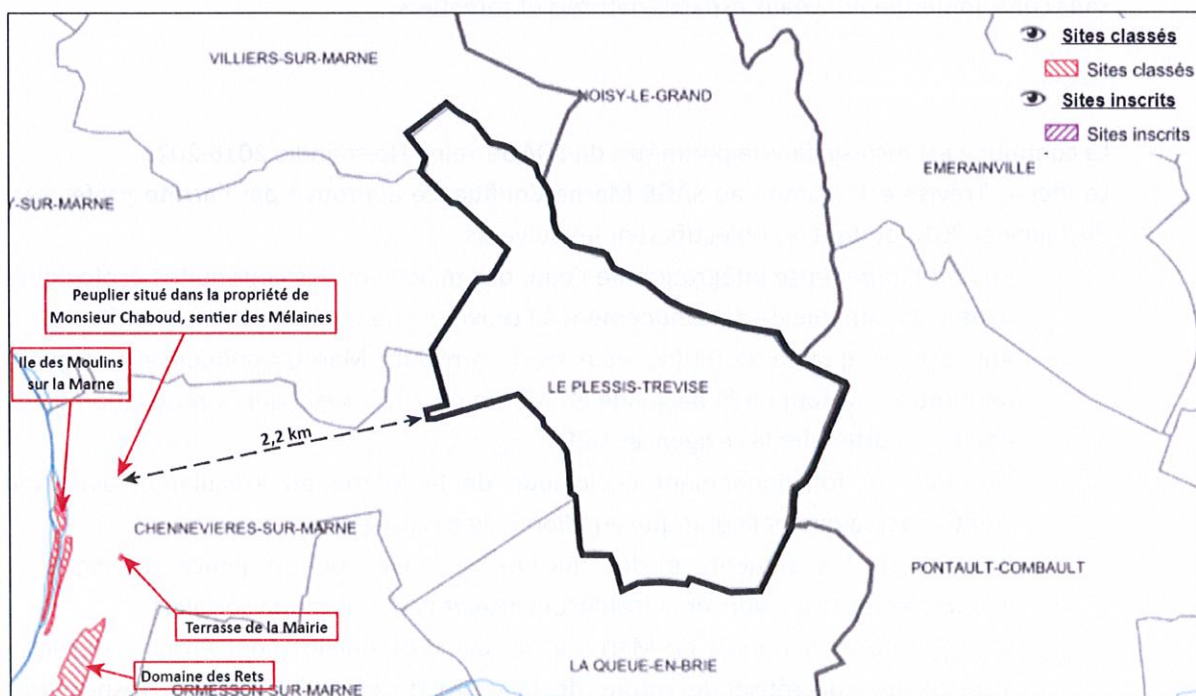 VILLIERS-SUR-MARNE
NOISY-LE-GRAND
EMERAINVILLE
Sites classés
Sites classés
Sites inscrits
Sites inscrits
Y-SUR-MARNE
Peuplier situé dans la propriété de
Monsieur Chaboud, sentier des Mélaines
Ile des Moulins
sur la Marne
LE PLESSIS-TREVISE
2,2 km
CHENNEVIERES-SUR-MARNE
PONTAULT-COMBAULT
Terrasse de la Mairie
LA QUEUE-EN-BRIE
Domaine des Rets
ORMESSON-SUR-MARNE